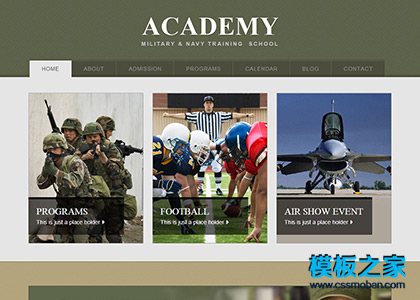 ACADEMY
MILITARY & NAVY TRAINING SCHOOL
HOME ABOUT ADMISSION PROGRAMS CALENDAR BLOG CONTACT
PROGRAMS
This is just a place holder
FOOTBALL
This is just a place holder
AIR SHOW EVENT
This is just a place holder
模板之家
www.cssmoban.com